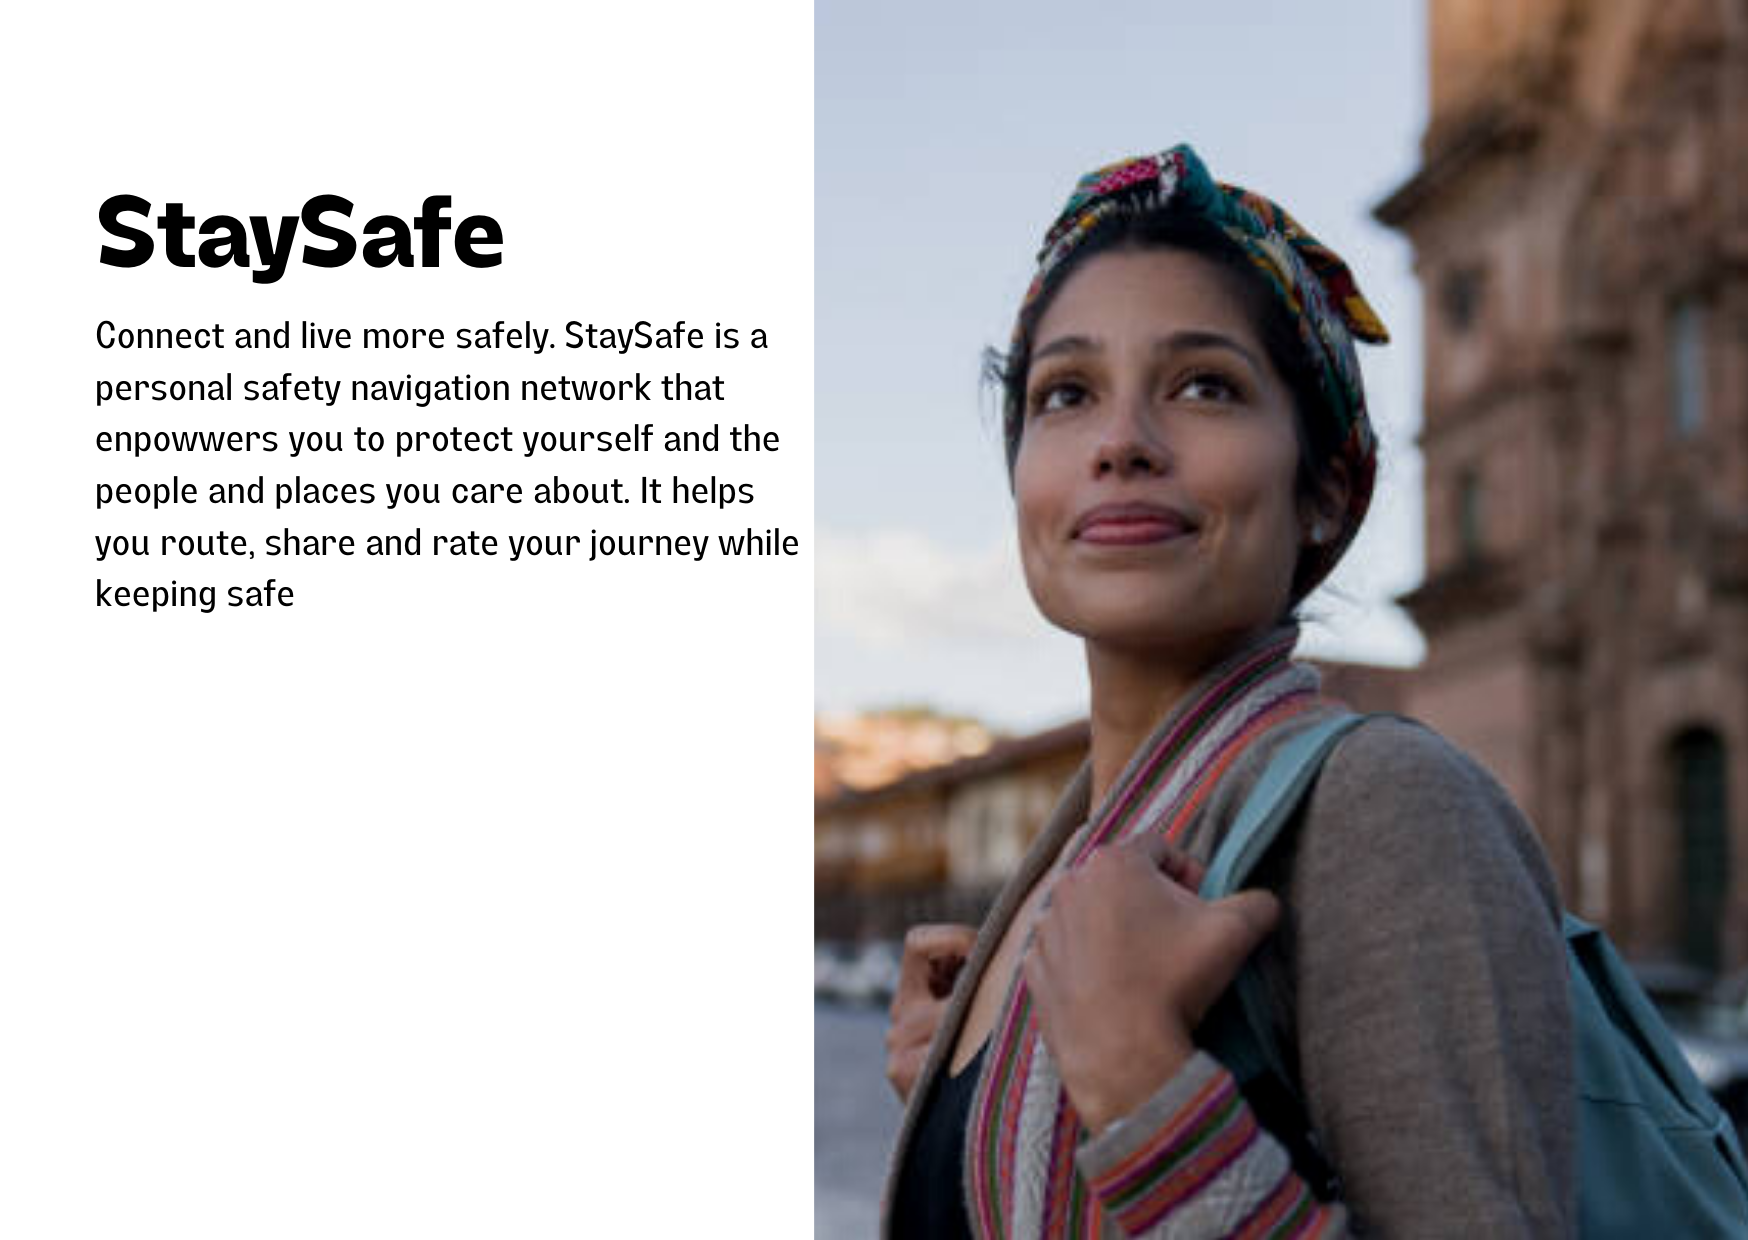 StaySafe
Connect and live more safely. StaySafe is a
personal safety navigation network that
enpowwers you to protect yourself and the
people and places you care about. It helps
you route, share and rate your journey while
keeping safe